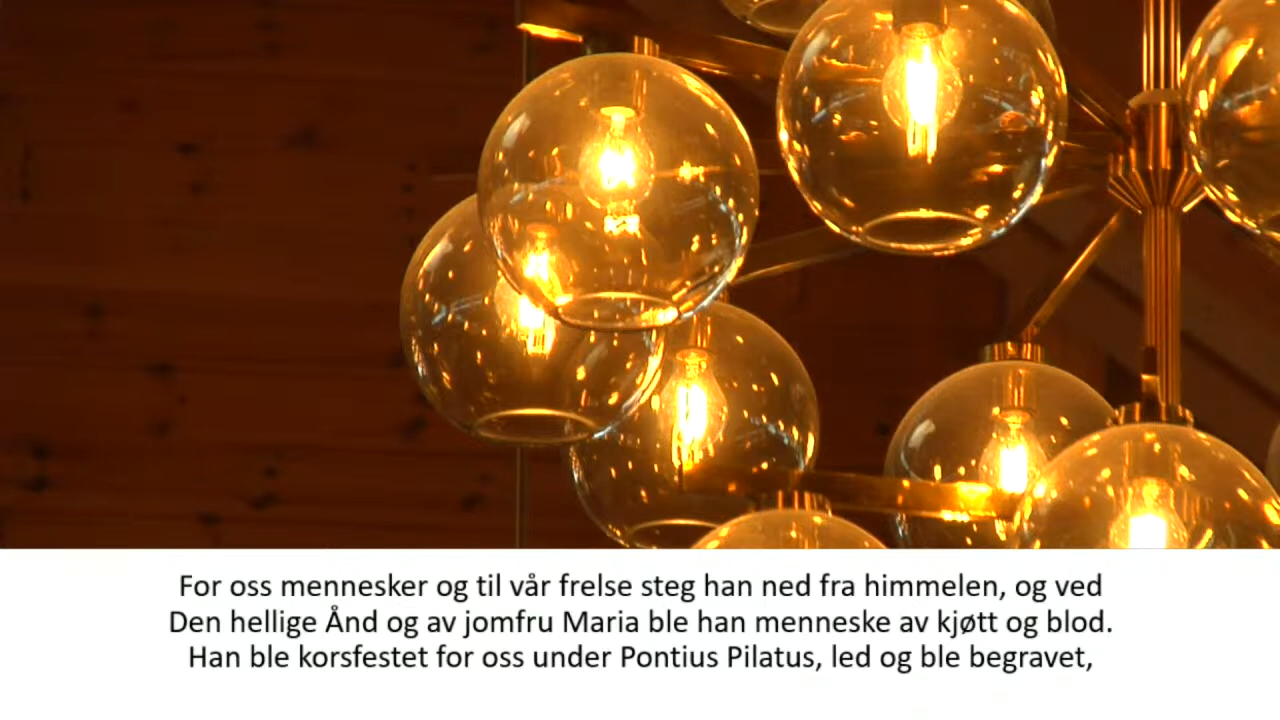 For oss mennesker og til vår frelse steg han ned fra himmelen, og ved
Den hellige Ånd og av jomfru Maria ble han menneske av kjøtt og blod.
Han ble korsfestet for oss under Pontius Pilatus, led og ble begravet,